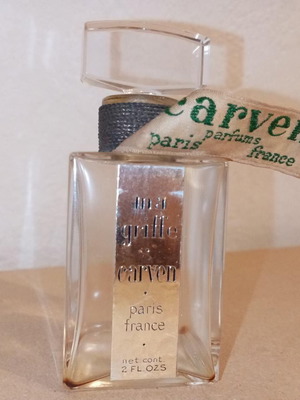 carven
parfums
paris france
ma
griffe
carven
paris
france
net cont.
2 FL OZS